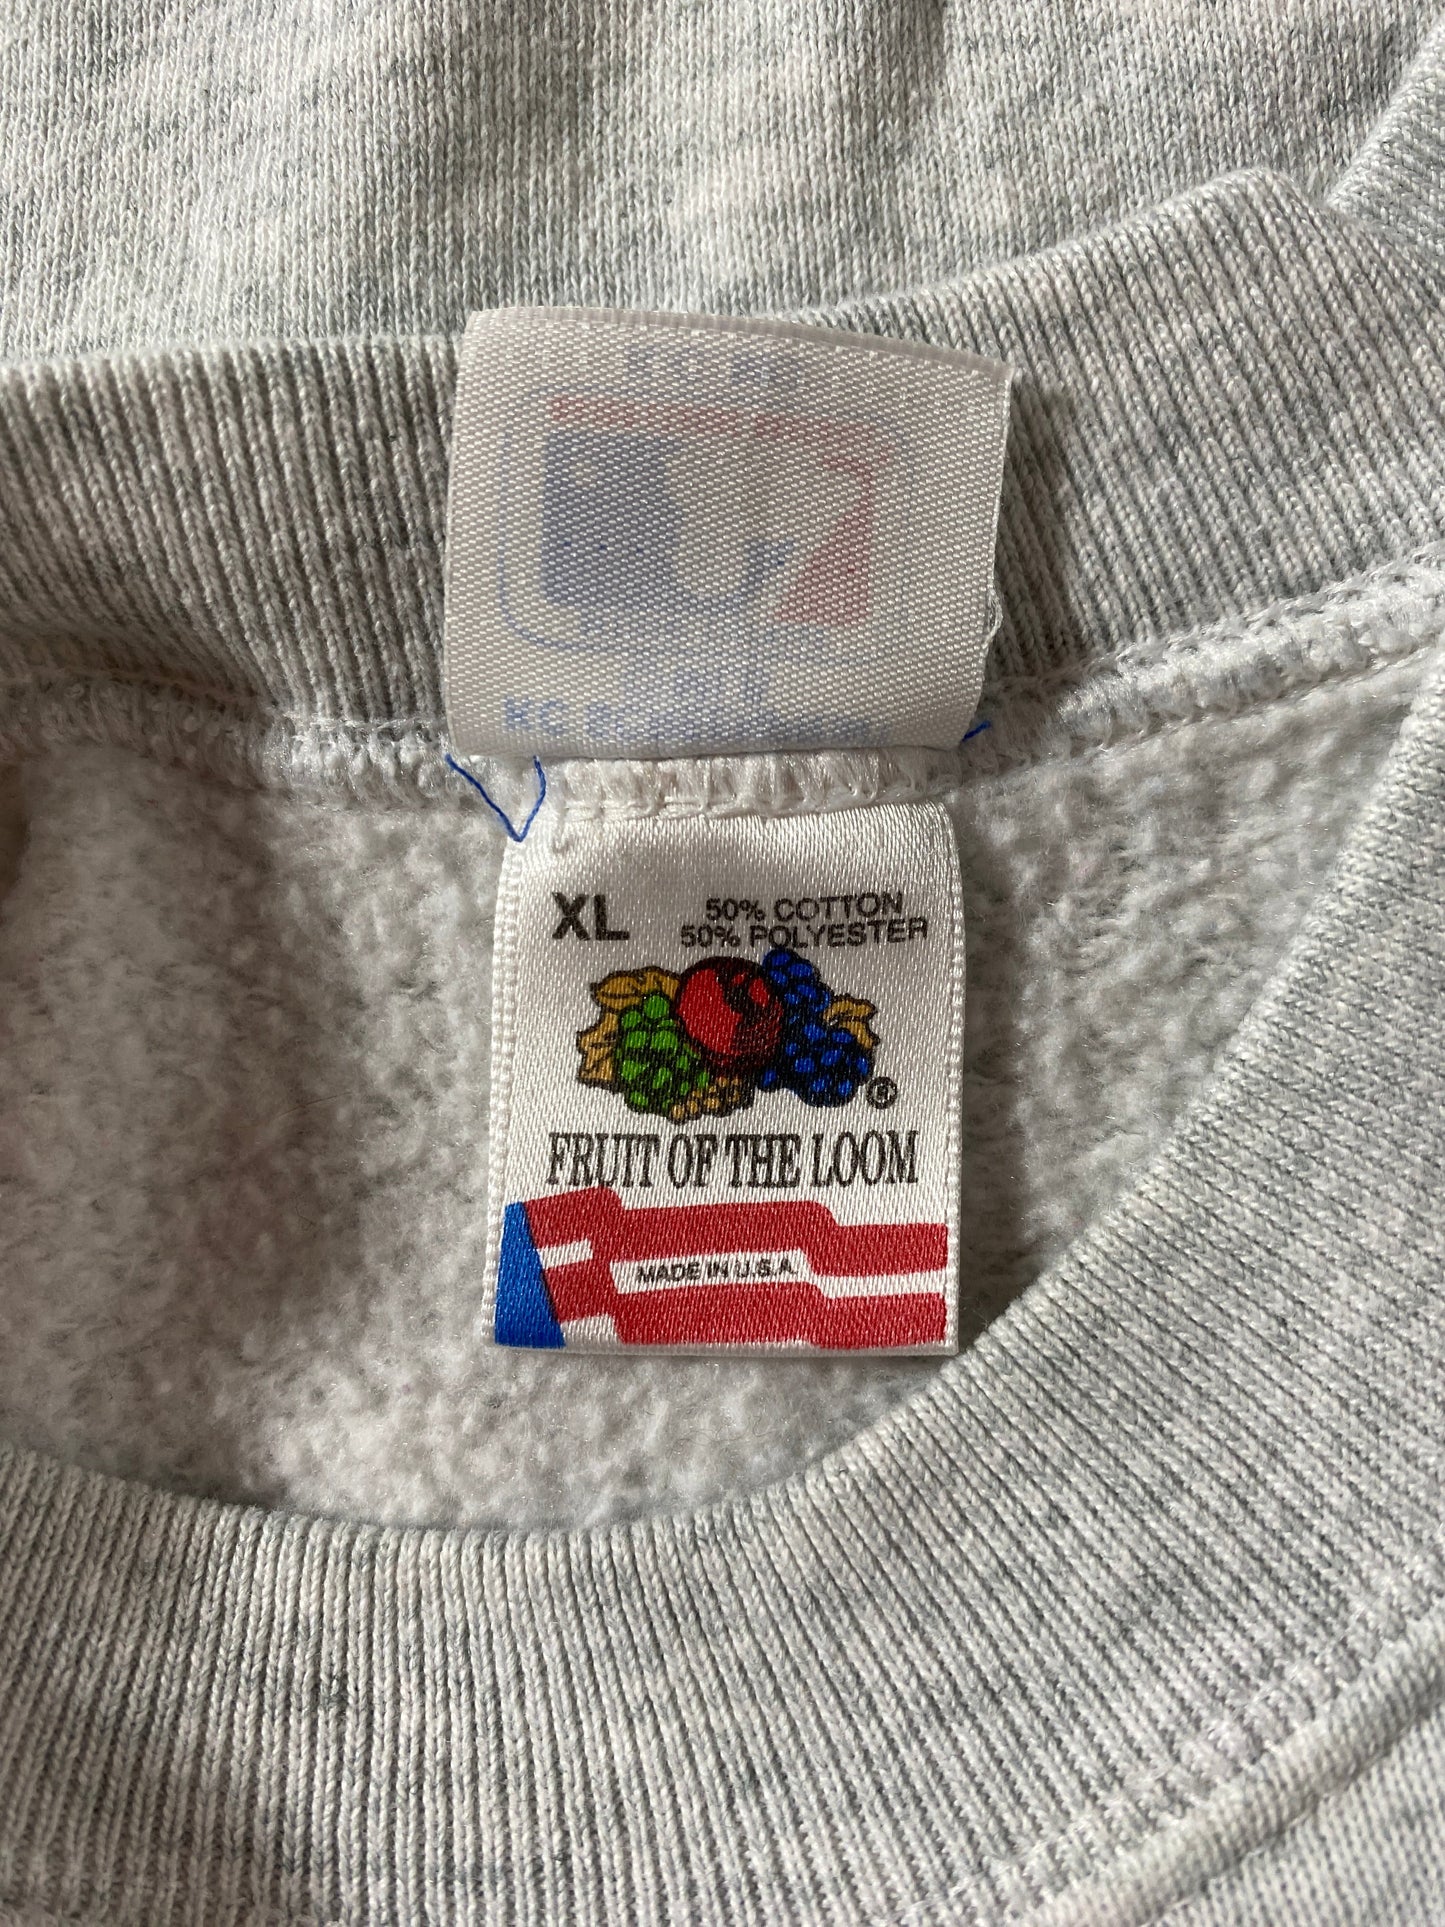 XL
50% COTTON
50% POLYESTER
®
FRUIT OF THE LOOM
MADE IN U.S.A.